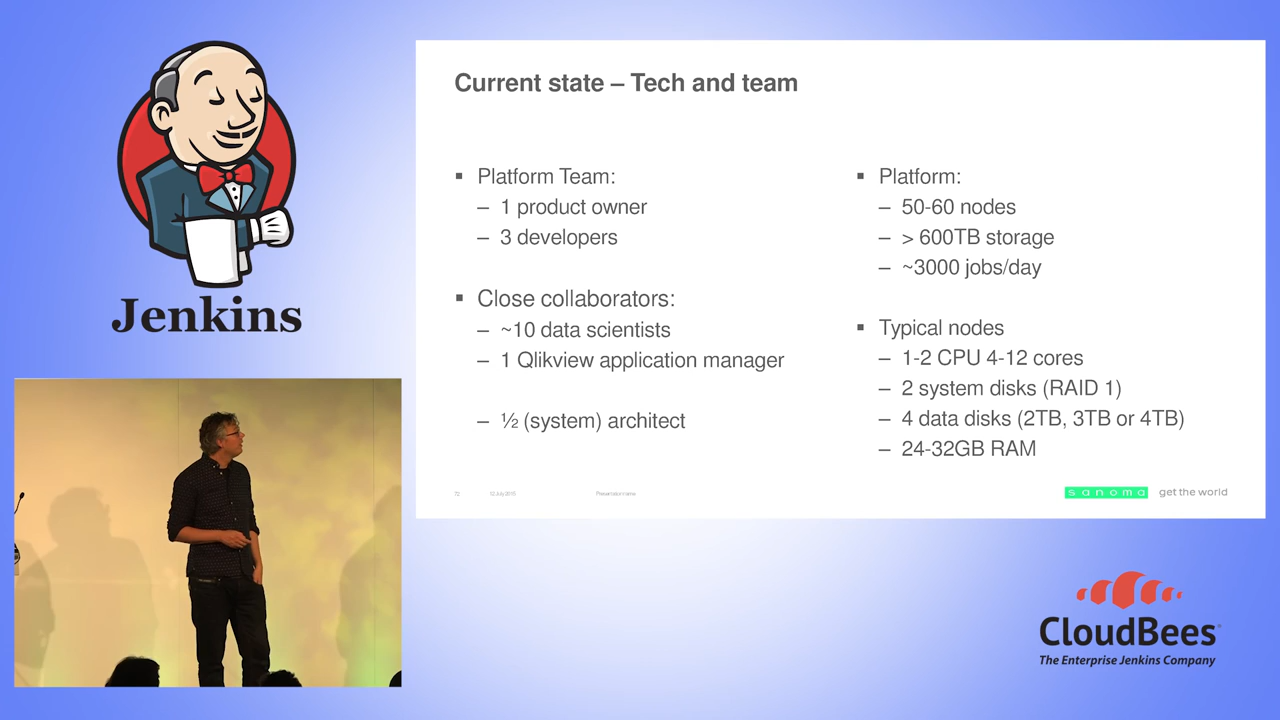 Jenkins
Current state – Tech and team
▪ Platform Team:
– 1 product owner
– 3 developers
▪ Close collaborators:
– ~10 data scientists
– 1 Qlikview application manager
– ½ (system) architect
▪ Platform:
– 50-60 nodes
– > 600TB storage
– ~3000 jobs/day
▪ Typical nodes
– 1-2 CPU 4-12 cores
– 2 system disks (RAID 1)
– 4 data disks (2TB, 3TB or 4TB)
– 24-32GB RAM
72
Presentation name
sanoma
get the world
CloudBees
The Enterprise Jenkins Company